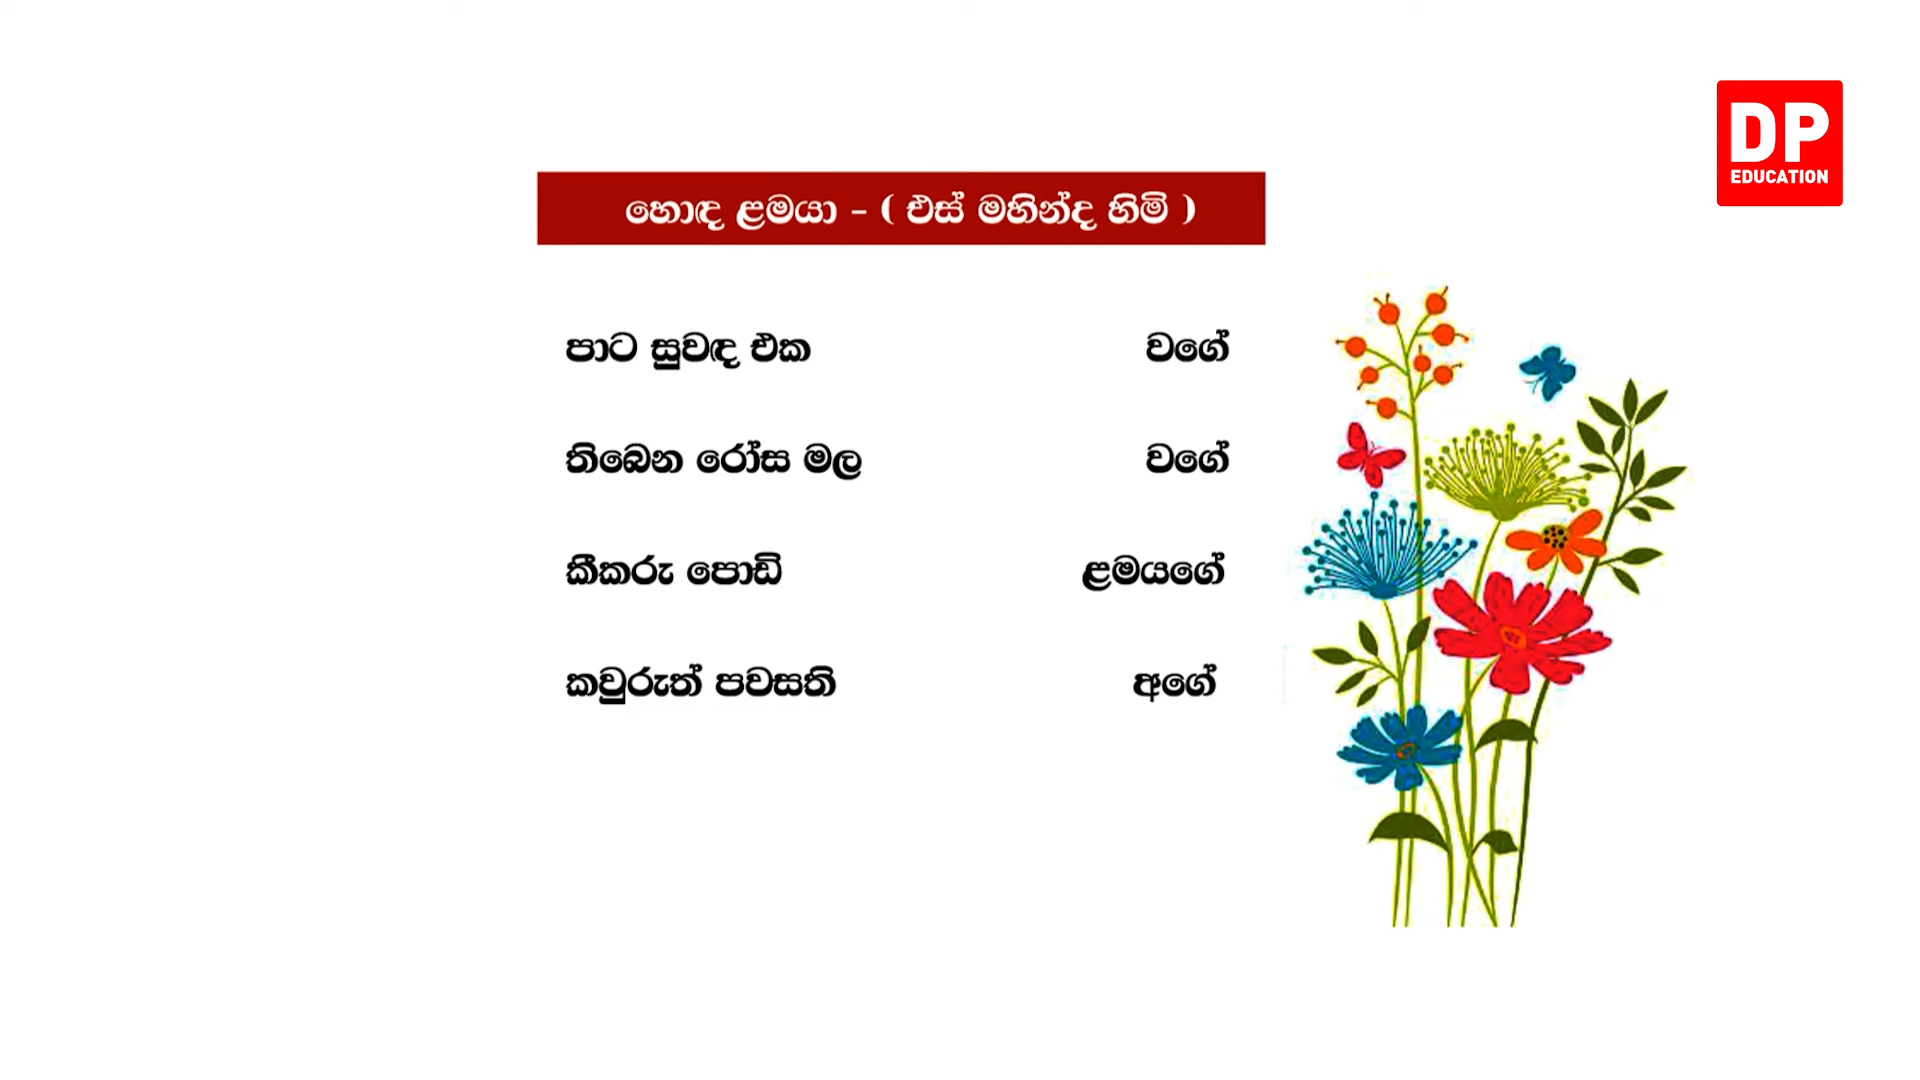 DP
EDUCATION
හොඳ ළමයා - ( එස් මහින්ද හිමි )
පාට සුවඳ එක වගේ
තිබෙන රෝස මල වගේ
කීකරු පොඩි ළමයගේ
කවුරුත් පවසති අගේ